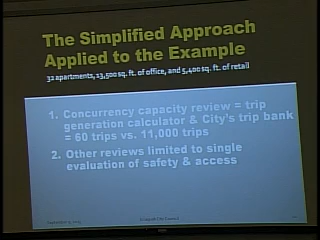 The Simplified Approach
Applied to the Example
32 apartments, 23,500 sq. ft. of office, and 5,400 sq. ft. of retail
1. Concurrency capacity review = trip
generation calculator & City's trip bank
= 60 trips vs. 11,000 trips
2. Other reviews limited to single
evaluation of safety & access